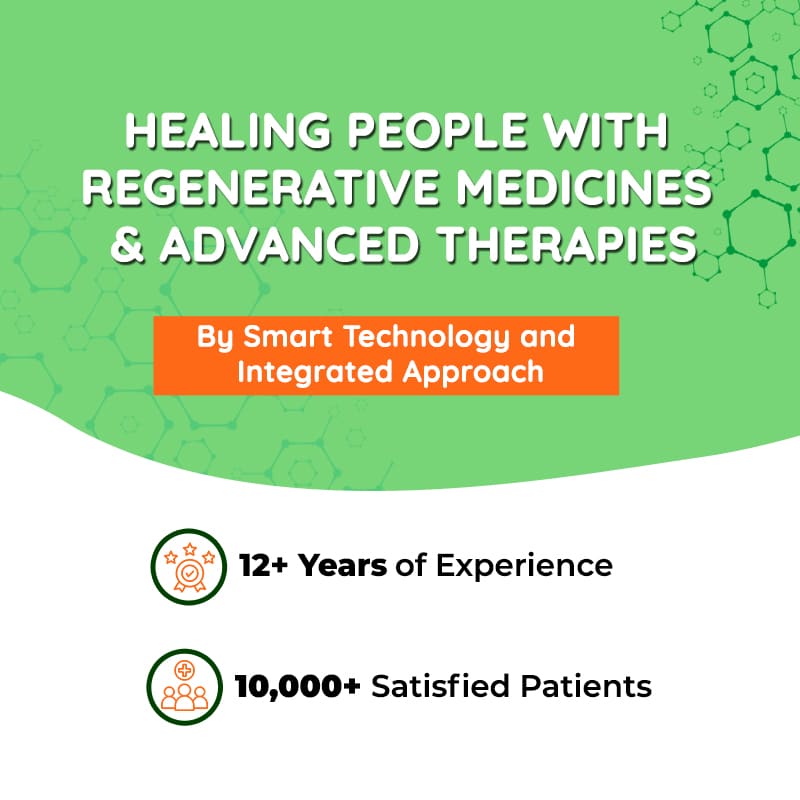 HEALING PEOPLE WITH
REGENERATIVE MEDICINES
& ADVANCED THERAPIES
By Smart Technology and
Integrated Approach
12+ Years of Experience
10,000+ Satisfied Patients